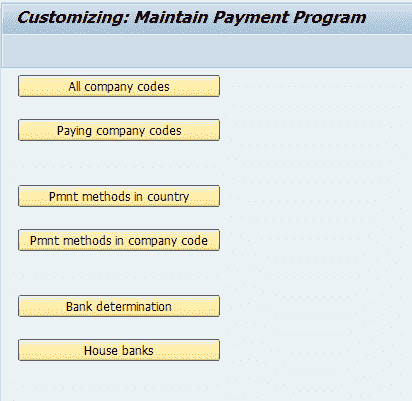 Customizing: Maintain Payment Program
All company codes
Paying company codes
Pmnt methods in country
Pmnt methods in company code
Bank determination
House banks